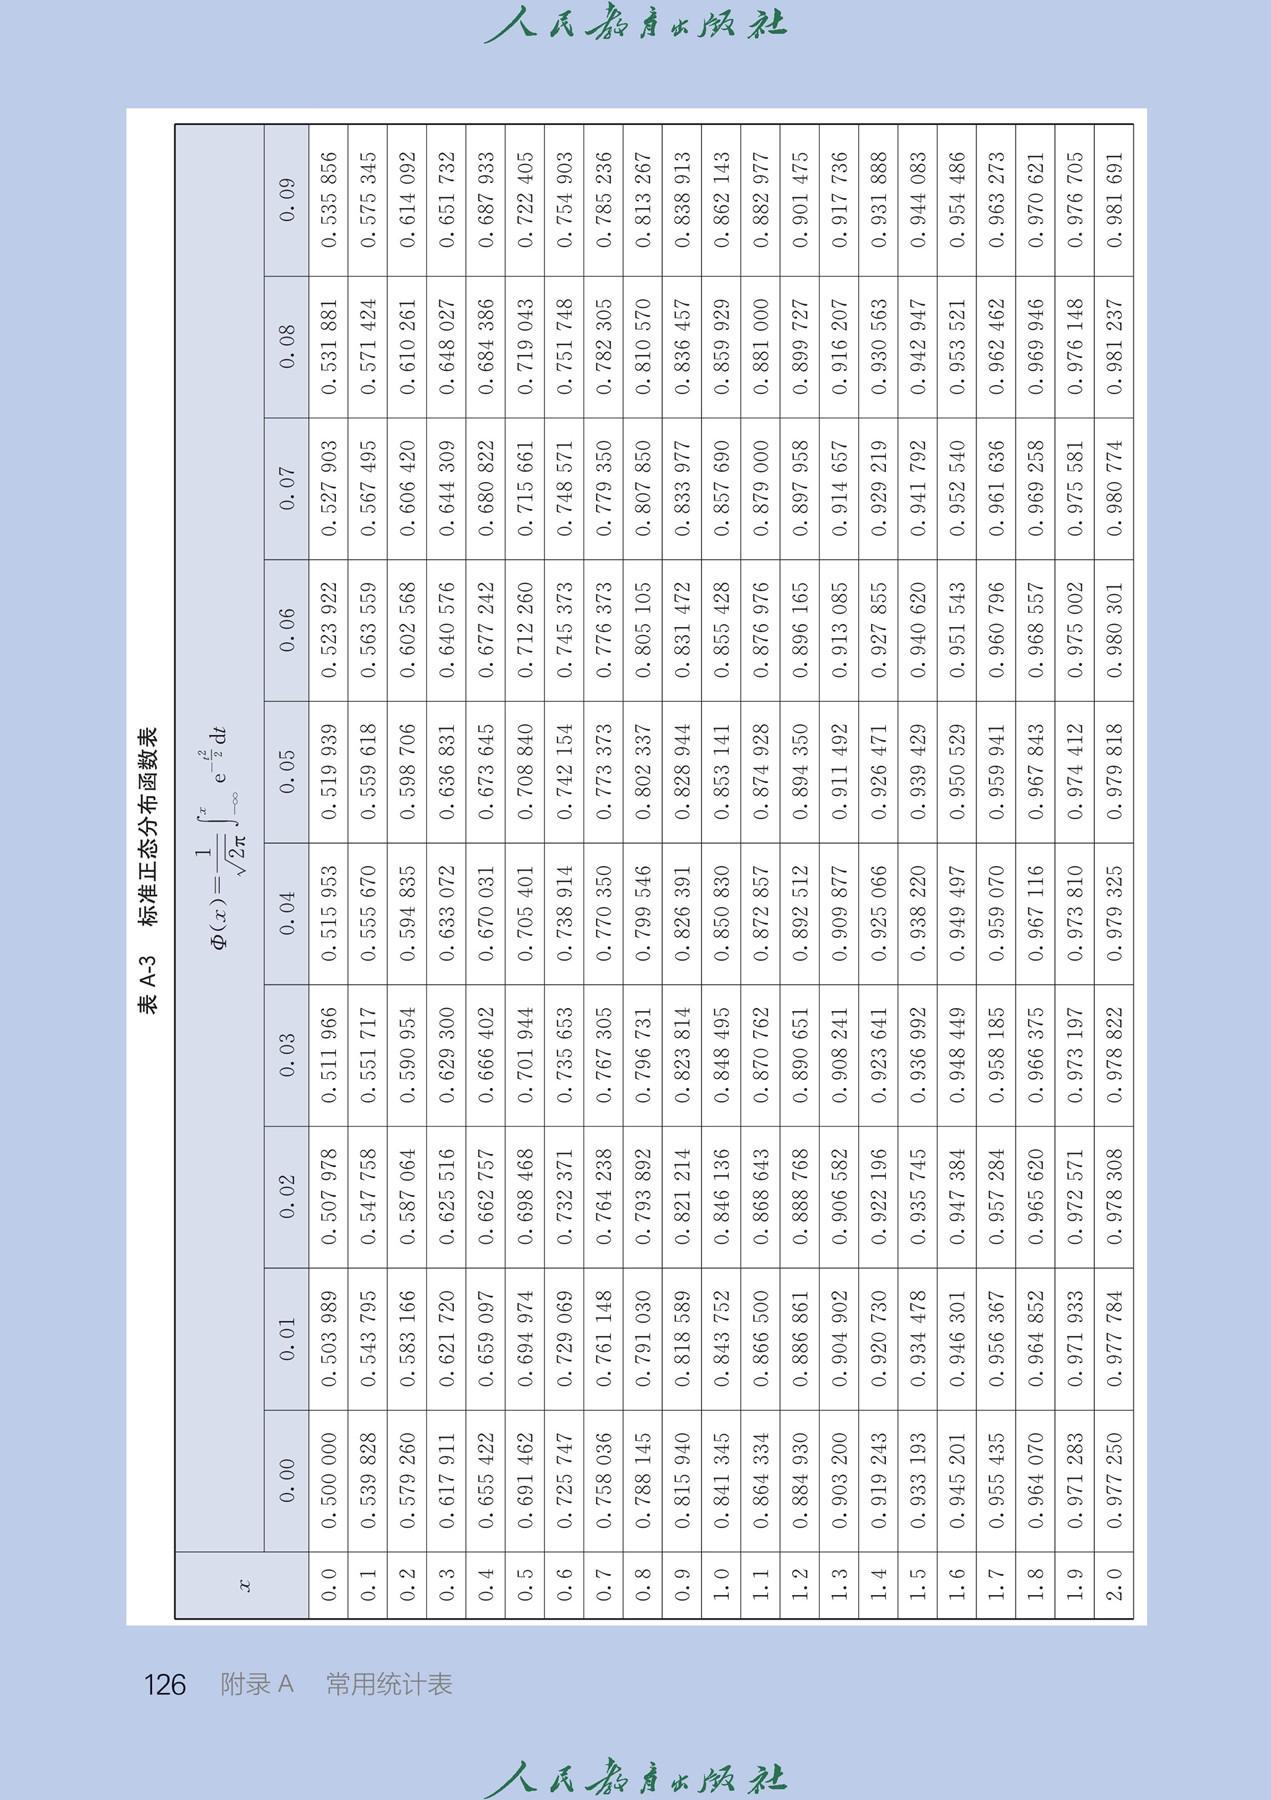 人民教育出版社
表 A-3 标准正态分布函数表
x Φ(x)=\frac{1}{\sqrt{2π}}∫_{-∞}^{x} e^{-\frac{t^2}{2}} dt
0.00 0.01 0.02 0.03 0.04 0.05 0.06 0.07 0.08 0.09
0.0 0.500 000 0.503 989 0.507 978 0.511 966 0.515 953 0.519 939 0.523 922 0.527 903 0.531 881 0.535 856
0.1 0.539 828 0.543 795 0.547 758 0.551 717 0.555 670 0.559 618 0.563 559 0.567 495 0.571 424 0.575 345
0.2 0.579 260 0.583 166 0.587 064 0.590 954 0.594 835 0.598 706 0.602 568 0.606 420 0.610 261 0.614 092
0.3 0.617 911 0.621 720 0.625 516 0.629 300 0.633 072 0.636 831 0.640 576 0.644 309 0.648 027 0.651 732
0.4 0.655 422 0.659 097 0.662 757 0.666 402 0.670 031 0.673 645 0.677 242 0.680 822 0.684 386 0.687 933
0.5 0.691 462 0.694 974 0.698 468 0.701 944 0.705 401 0.708 840 0.712 260 0.715 661 0.719 043 0.722 405
0.6 0.725 747 0.729 069 0.732 371 0.735 653 0.738 914 0.742 154 0.745 373 0.748 571 0.751 748 0.754 903
0.7 0.758 036 0.761 148 0.764 238 0.767 305 0.770 350 0.773 373 0.776 373 0.779 350 0.782 305 0.785 236
0.8 0.788 145 0.791 030 0.793 892 0.796 731 0.799 546 0.802 337 0.805 105 0.807 850 0.810 570 0.813 267
0.9 0.815 940 0.818 589 0.821 214 0.823 814 0.826 391 0.828 944 0.831 472 0.833 977 0.836 457 0.838 913
1.0 0.841 345 0.843 752 0.846 136 0.848 495 0.850 830 0.853 141 0.855 428 0.857 690 0.859 929 0.862 143
1.1 0.864 334 0.866 500 0.868 643 0.870 762 0.872 857 0.874 928 0.876 976 0.879 000 0.881 000 0.882 977
1.2 0.884 930 0.886 861 0.888 768 0.890 651 0.892 512 0.894 350 0.896 165 0.897 958 0.899 727 0.901 475
1.3 0.903 200 0.904 902 0.906 582 0.908 241 0.909 877 0.911 492 0.913 085 0.914 657 0.916 207 0.917 736
1.4 0.919 243 0.920 730 0.922 196 0.923 641 0.925 066 0.926 471 0.927 855 0.929 219 0.930 563 0.931 888
1.5 0.933 193 0.934 478 0.935 745 0.936 992 0.938 220 0.939 429 0.940 620 0.941 792 0.942 947 0.944 083
1.6 0.945 201 0.946 301 0.947 384 0.948 449 0.949 497 0.950 529 0.951 543 0.952 540 0.953 521 0.954 486
1.7 0.955 435 0.956 367 0.957 284 0.958 185 0.959 070 0.959 941 0.960 796 0.961 636 0.962 462 0.963 273
1.8 0.964 070 0.964 852 0.965 620 0.966 375 0.967 116 0.967 843 0.968 557 0.969 258 0.969 946 0.970 621
1.9 0.971 283 0.971 933 0.972 571 0.973 197 0.973 810 0.974 412 0.975 002 0.975 581 0.976 148 0.976 705
2.0 0.977 250 0.977 784 0.978 308 0.978 822 0.979 325 0.979 818 0.980 301 0.980 774 0.981 237 0.981 691
126 附录 A 常用统计表
人民教育出版社